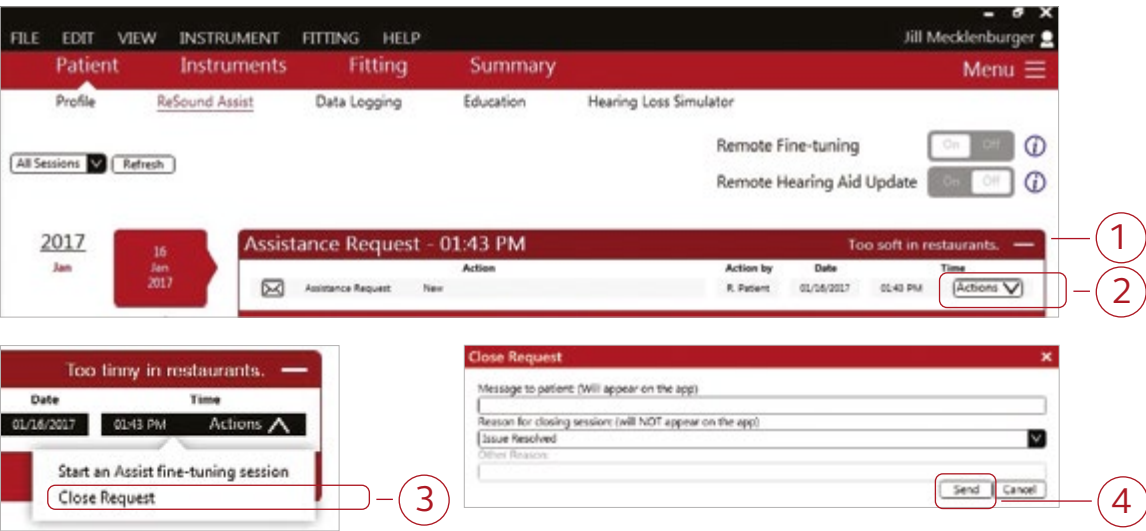 FILE EDIT VIEW INSTRUMENT FITTING HELP Jill Mecklenburger
Patient Instruments Fitting Summary Menu
Profile ReSound Assist Data Logging Education Hearing Loss Simulator
Remote Fine-tuning On Off
All Sessions Refresh
Remote Hearing Aid Update On Off
2017
Jan
16
Jan
2017
Assistance Request - 01:43 PM Too soft in restaurants. 1
Action Action by Date Time
Assistance Request New R. Patient 01/16/2017 01:43 PM Actions 2
Too tinny in restaurants.
Date Time
01/16/2017 01:43 PM Actions
Start an Assist fine-tuning session
Close Request 3
Close Request
Message to patient: (Will appear on the app)
Reason for closing session: (will NOT appear on the app)
Issue Resolved
Other Reason:
Send Cancel 4